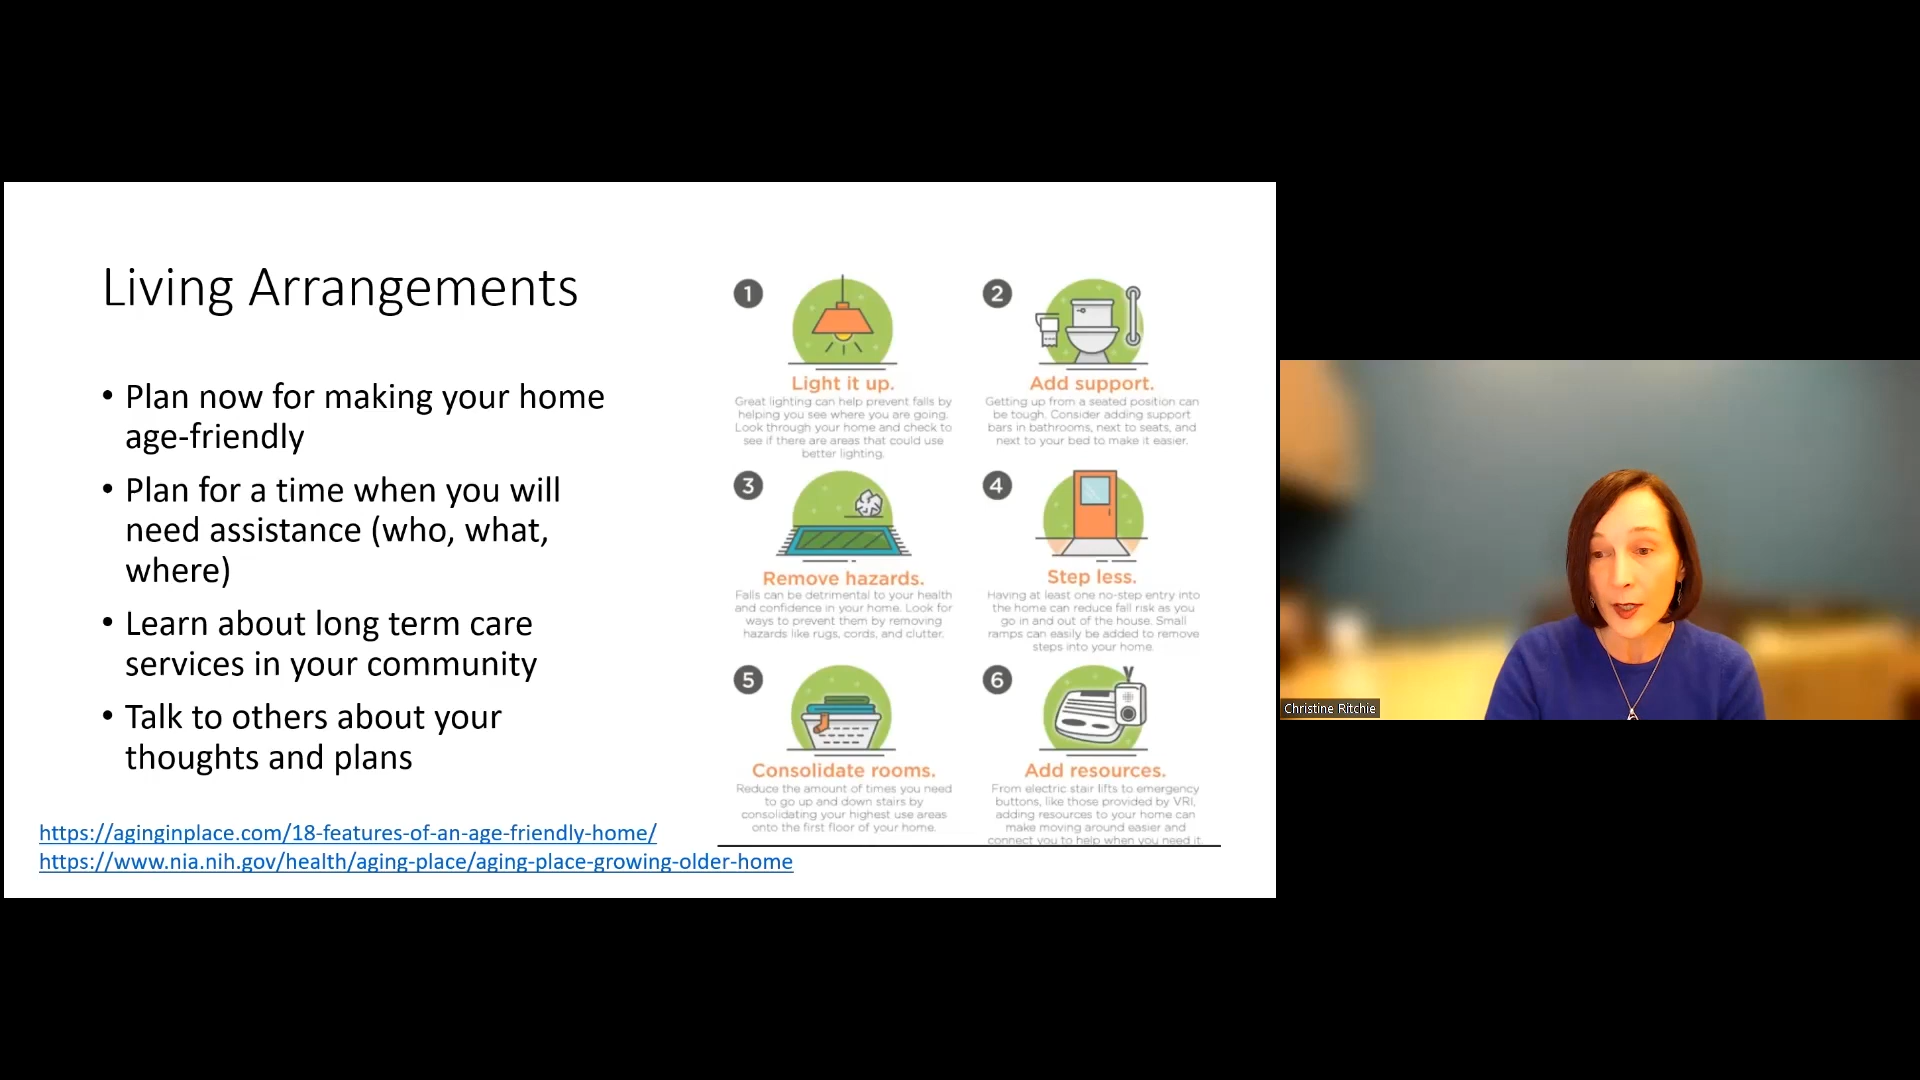 Living Arrangements
• Plan now for making your home
age-friendly
• Plan for a time when you will
need assistance (who, what,
where)
• Learn about long term care
services in your community
• Talk to others about your
thoughts and plans
https://aginginplace.com/18-features-of-an-age-friendly-home/
https://www.nia.nih.gov/health/aging-place/aging-place-growing-older-home
1
Light it up.
Great lighting can help prevent falls by
helping you see where you are going.
Look through your home and check to
see if there are areas that could use
better lighting.
2
Add support.
Getting up from a seated position can
be tough. Consider adding support
bars in bathrooms, next to seats, and
next to your bed to make it easier.
3
Remove hazards.
Falls can be detrimental to your health
and confidence in your home. Look for
ways to prevent them by removing
hazards like rugs, cords, and clutter.
4
Step less.
Having at least one no-step entry into
the home can reduce fall risk as you
go in and out of the house. Small
ramps can easily be added to remove
steps into your home.
5
Consolidate rooms.
Reduce the amount of times you need
to go up and down stairs by
consolidating your highest use areas
onto the first floor of your home.
6
Add resources.
From electric stair lifts to emergency
buttons, like those provided by VRI,
adding resources to your home can
make moving around easier and
connect you to help when you need it
Christine Ritchie